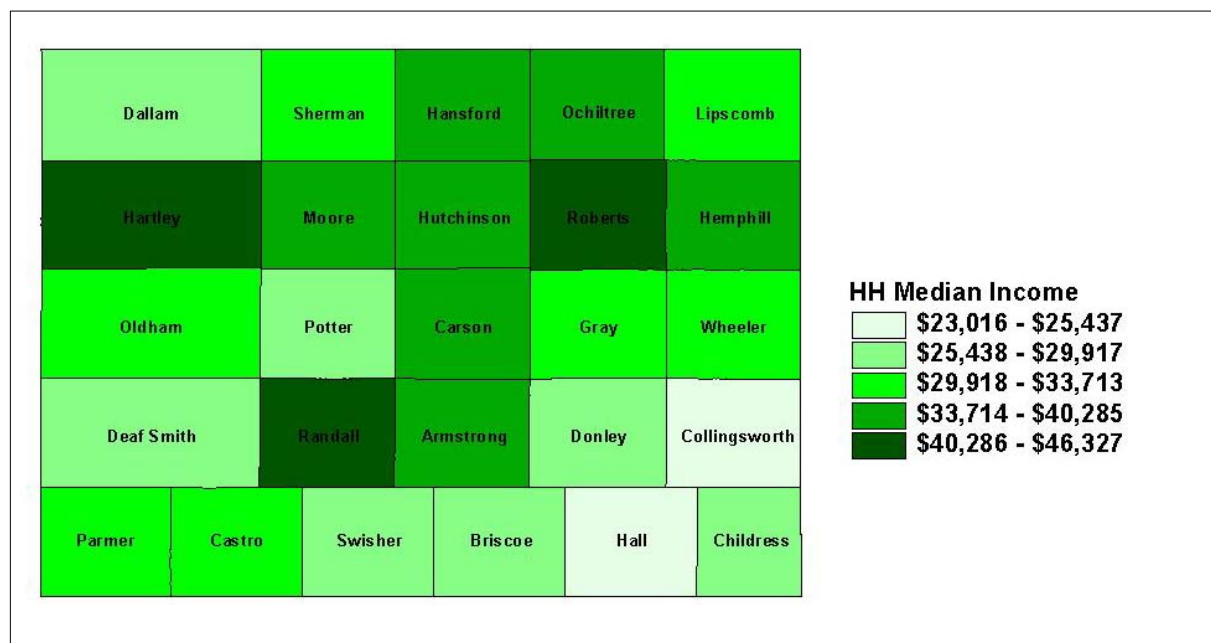 Dallam
Sherman
Hansford
Ochiltree
Lipscomb
Hartley
Moore
Hutchinson
Roberts
Hemphill
Oldham
Potter
Carson
Gray
Wheeler
Deaf Smith
Randall
Armstrong
Donley
Collingsworth
Parmer
Castro
Swisher
Briscoe
Hall
Childress
HH Median Income
$23,016 - $25,437
$25,438 - $29,917
$29,918 - $33,713
$33,714 - $40,285
$40,286 - $46,327